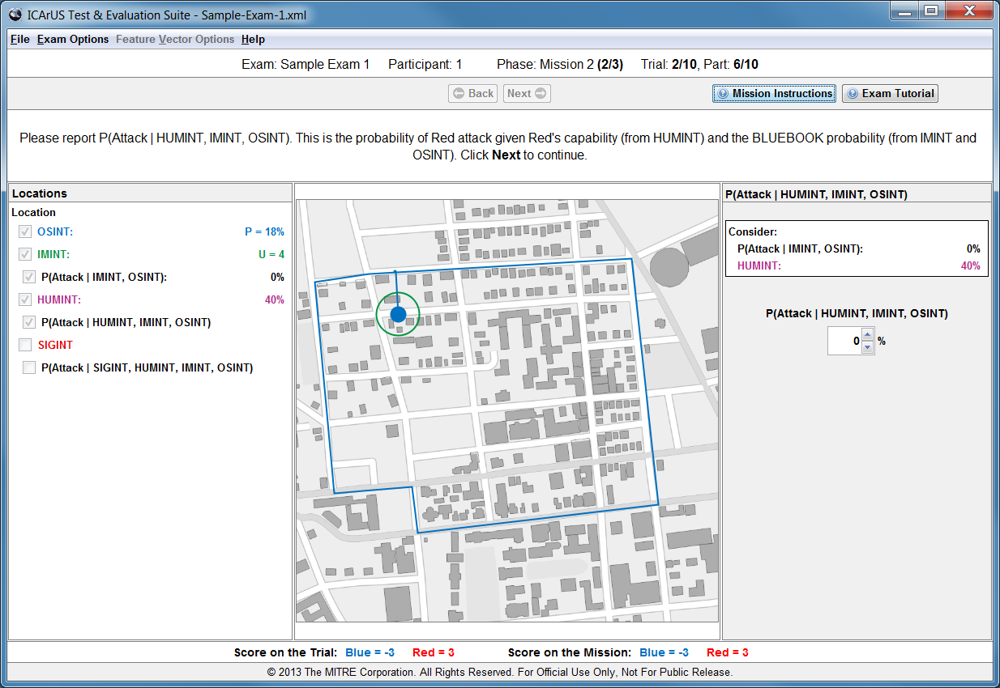 ICArUS Test & Evaluation Suite - Sample-Exam-1.xml
File Exam Options Feature Vector Options Help
Exam: Sample Exam 1 Participant: 1 Phase: Mission 2 (2/3) Trial: 2/10, Part: 6/10
Back Next Mission Instructions Exam Tutorial
Please report P(Attack | HUMINT, IMINT, OSINT). This is the probability of Red attack given Red's capability (from HUMINT) and the BLUEBOOK probability (from IMINT and
OSINT). Click Next to continue.
Locations
Location
OSINT: P = 18%
IMINT: U = 4
P(Attack | IMINT, OSINT): 0%
HUMINT: 40%
P(Attack | HUMINT, IMINT, OSINT)
SIGINT
P(Attack | SIGINT, HUMINT, IMINT, OSINT)
P(Attack | HUMINT, IMINT, OSINT)
Consider:
P(Attack | IMINT, OSINT): 0%
HUMINT: 40%
P(Attack | HUMINT, IMINT, OSINT)
0 %
Score on the Trial: Blue = -3 Red = 3 Score on the Mission: Blue = -3 Red = 3
© 2013 The MITRE Corporation. All Rights Reserved. For Official Use Only, Not For Public Release.